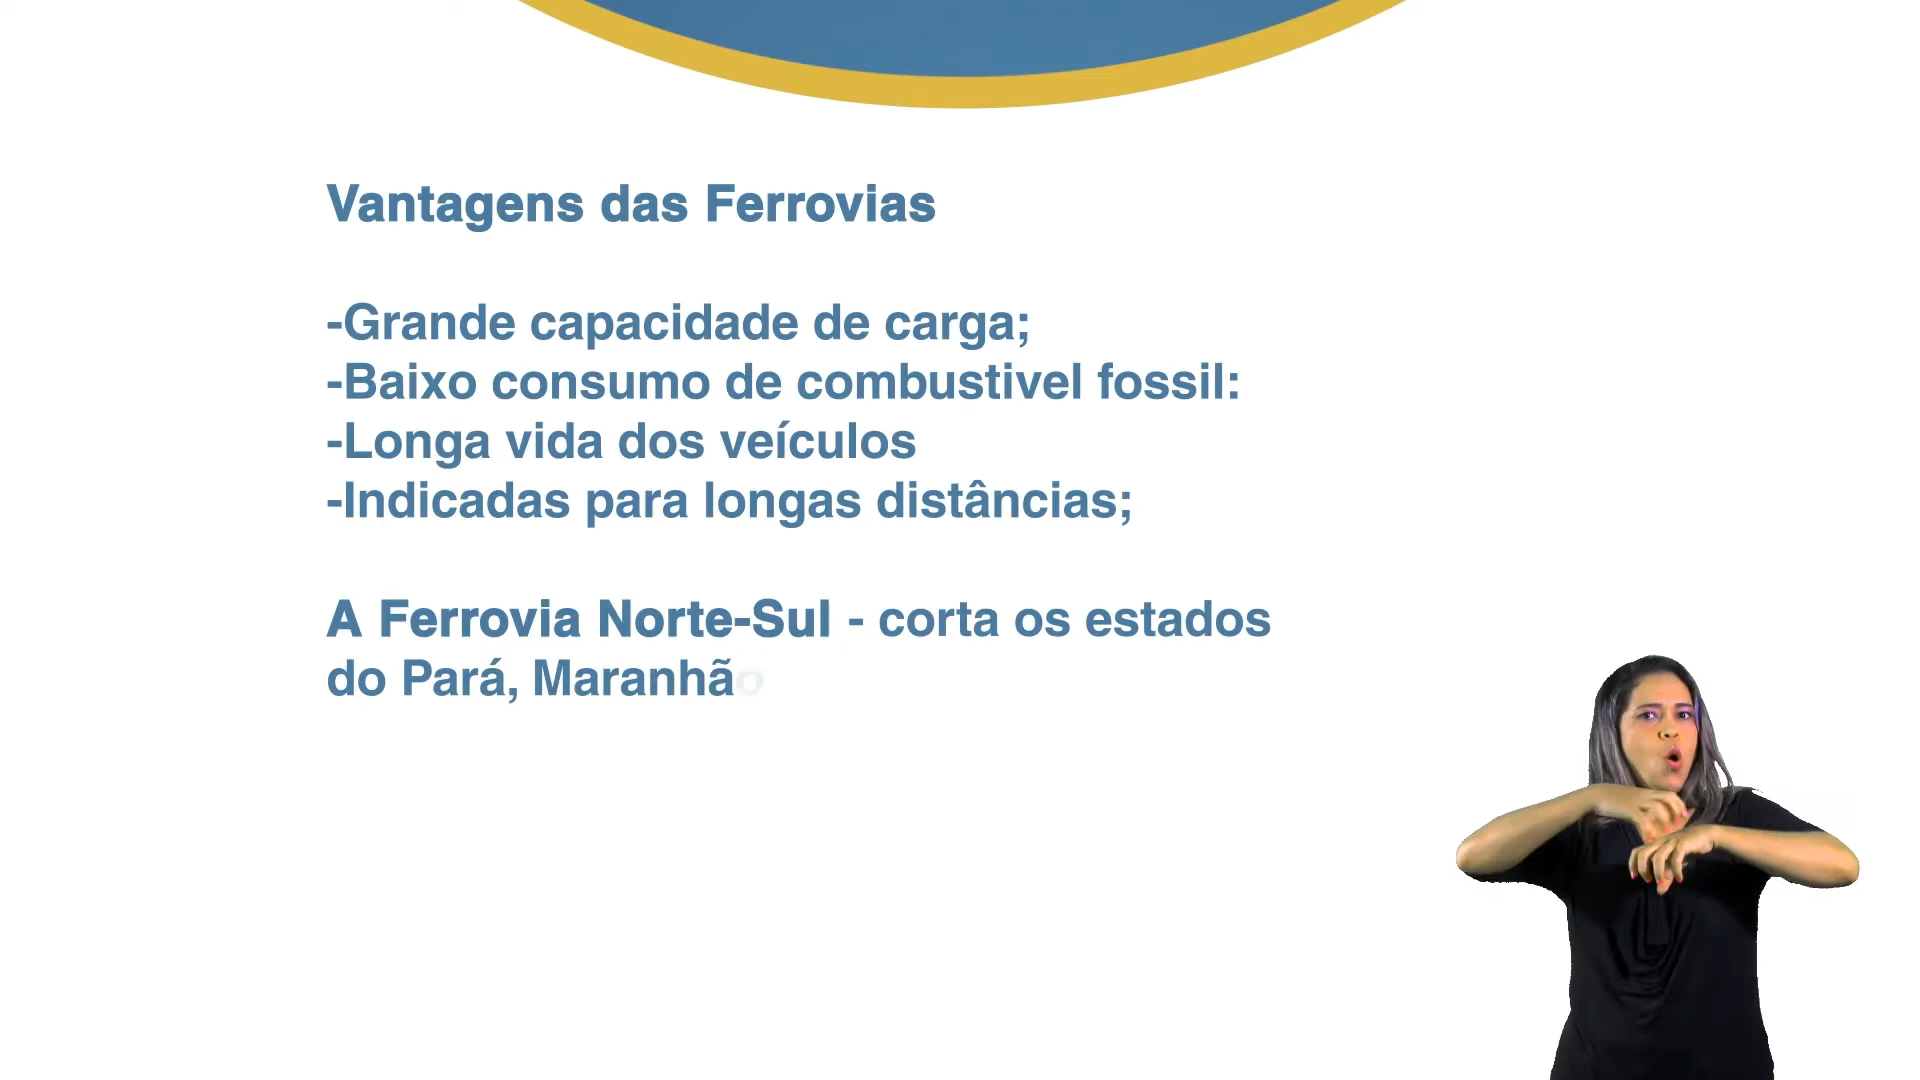 Vantagens das Ferrovias
-Grande capacidade de carga;
-Baixo consumo de combustivel fossil:
-Longa vida dos veículos
-Indicadas para longas distâncias;
A Ferrovia Norte-Sul - corta os estados
do Pará, Maranhão